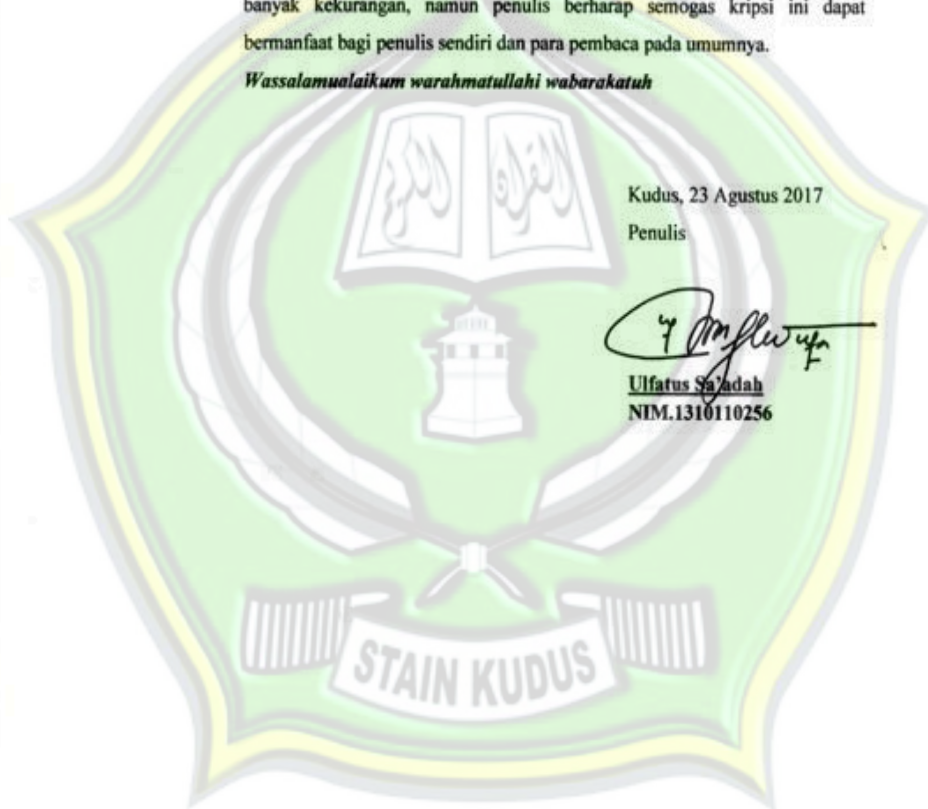 banyak kekurangan, namun penulis berharap semogas kripsi ini dapat
bermanfaat bagi penulis sendiri dan para pembaca pada umumnya.
Wassalamualaikum warahmatullahi wabarakatuh
Kudus, 23 Agustus 2017
Penulis
Ulfatus Sa'adah
NIM.1310110256
STAIN KUDUS